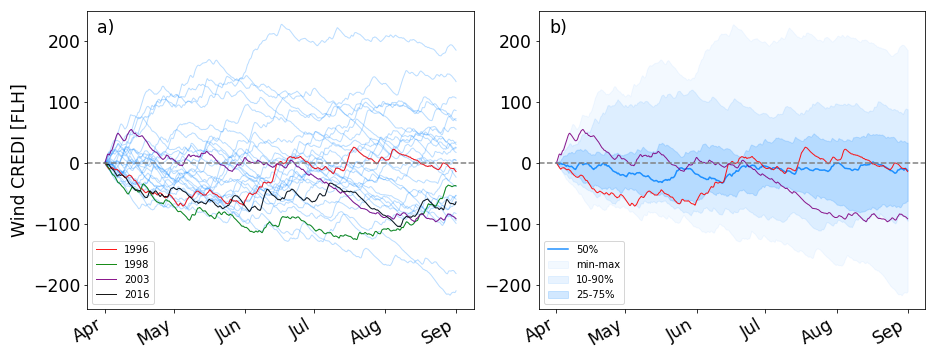 a)
Wind CREDI [FLH]
200
100
0
−100
−200
1996
1998
2003
2016
Apr
May
Jun
Jul
Aug
Sep
b)
200
100
0
−100
−200
50%
min-max
10-90%
25-75%
Apr
May
Jun
Jul
Aug
Sep